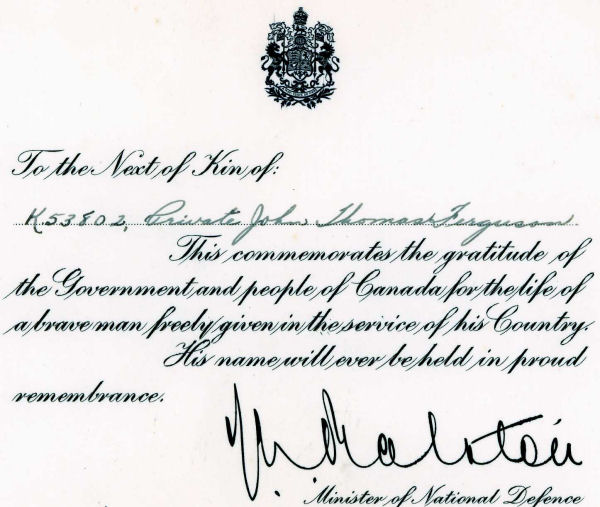 To the Next of Kin of:
K53802, Private John Thomas Ferguson
This commemorates the gratitude of
the Government and people of Canada for the life of
a brave man freely given in the service of his Country.
His name will ever be held in proud
remembrance.
Ralston
Minister of National Defence